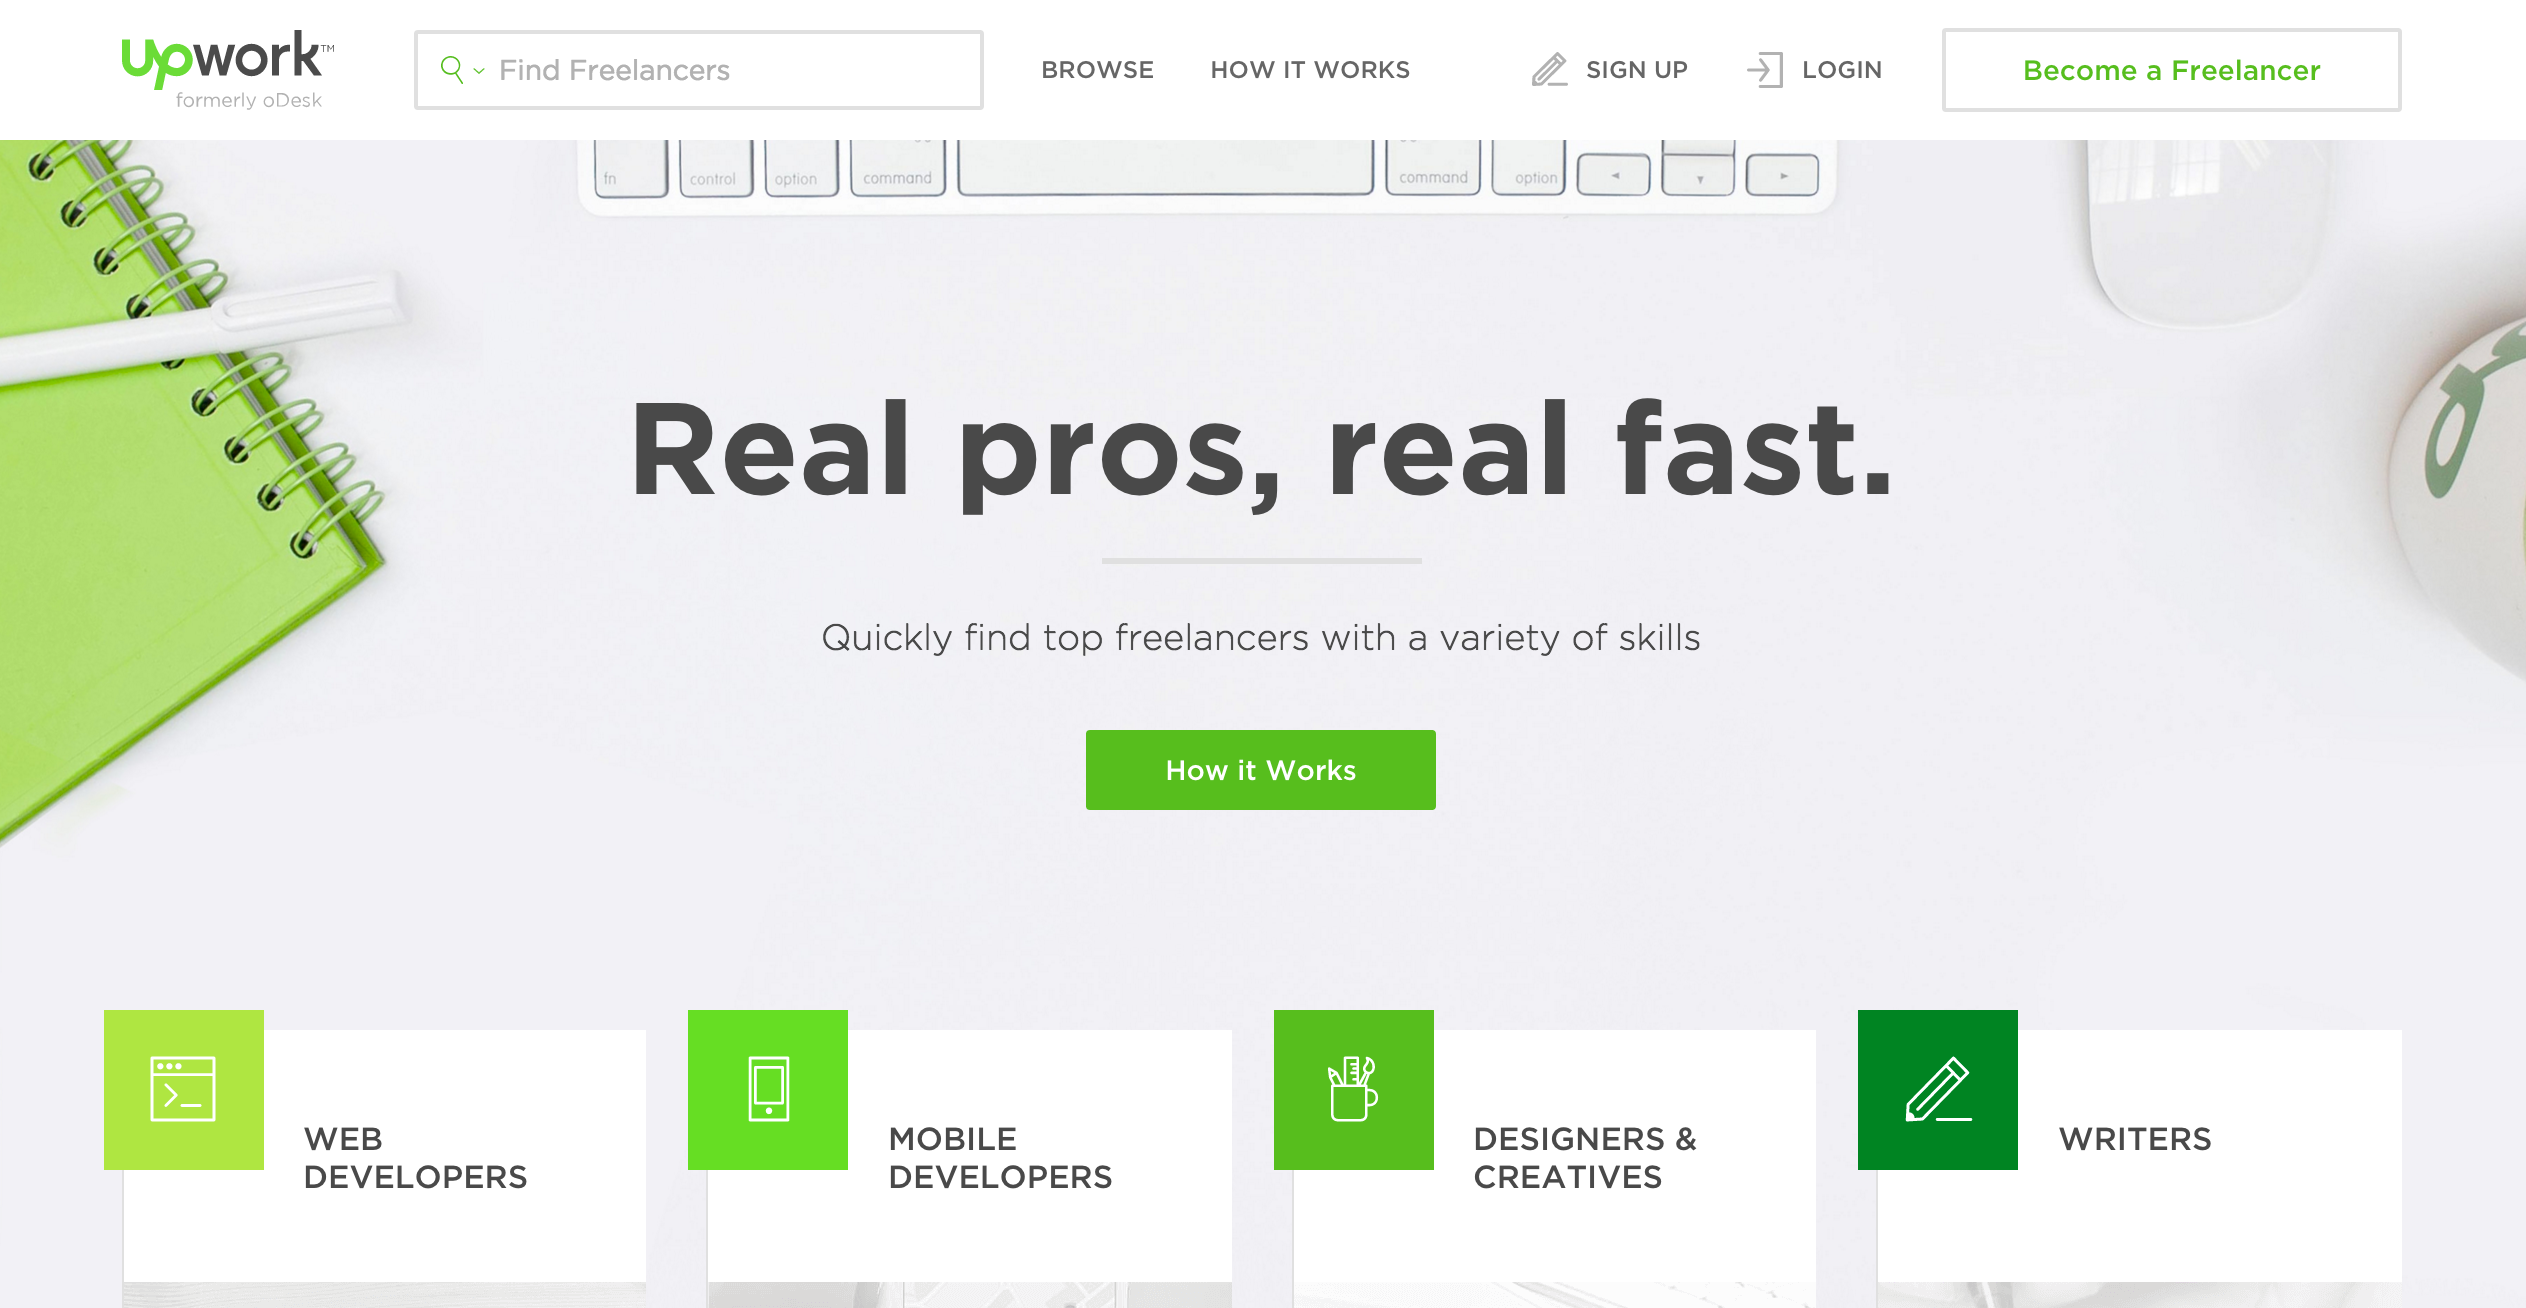 upwork™
formerly oDesk
Find Freelancers
BROWSE
HOW IT WORKS
SIGN UP
LOGIN
Become a Freelancer
fn
control
option
command
command
option
Real pros, real fast.
Quickly find top freelancers with a variety of skills
How it Works
WEB
DEVELOPERS
MOBILE
DEVELOPERS
DESIGNERS &
CREATIVES
WRITERS